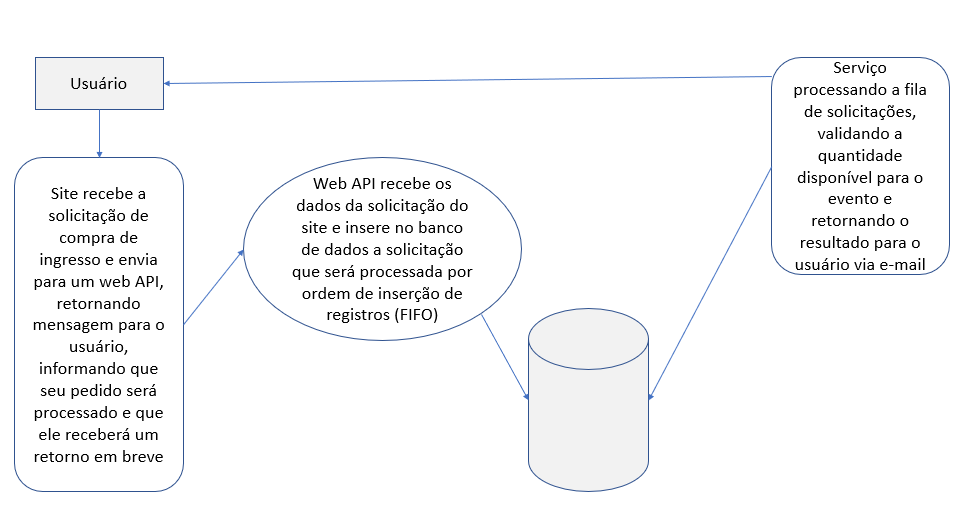 Usuário
Site recebe a
solicitação de
compra de
ingresso e envia
para um web API,
retornando
mensagem para o
usuário,
informando que
seu pedido será
processado e que
ele receberá um
retorno em breve
Web API recebe os
dados da solicitação do
site e insere no banco
de dados a solicitação
que será processada por
ordem de inserção de
registros (FIFO)
Serviço
processando a fila
de solicitações,
validando a
quantidade
disponível para o
evento e
retornando o
resultado para o
usuário via e-mail